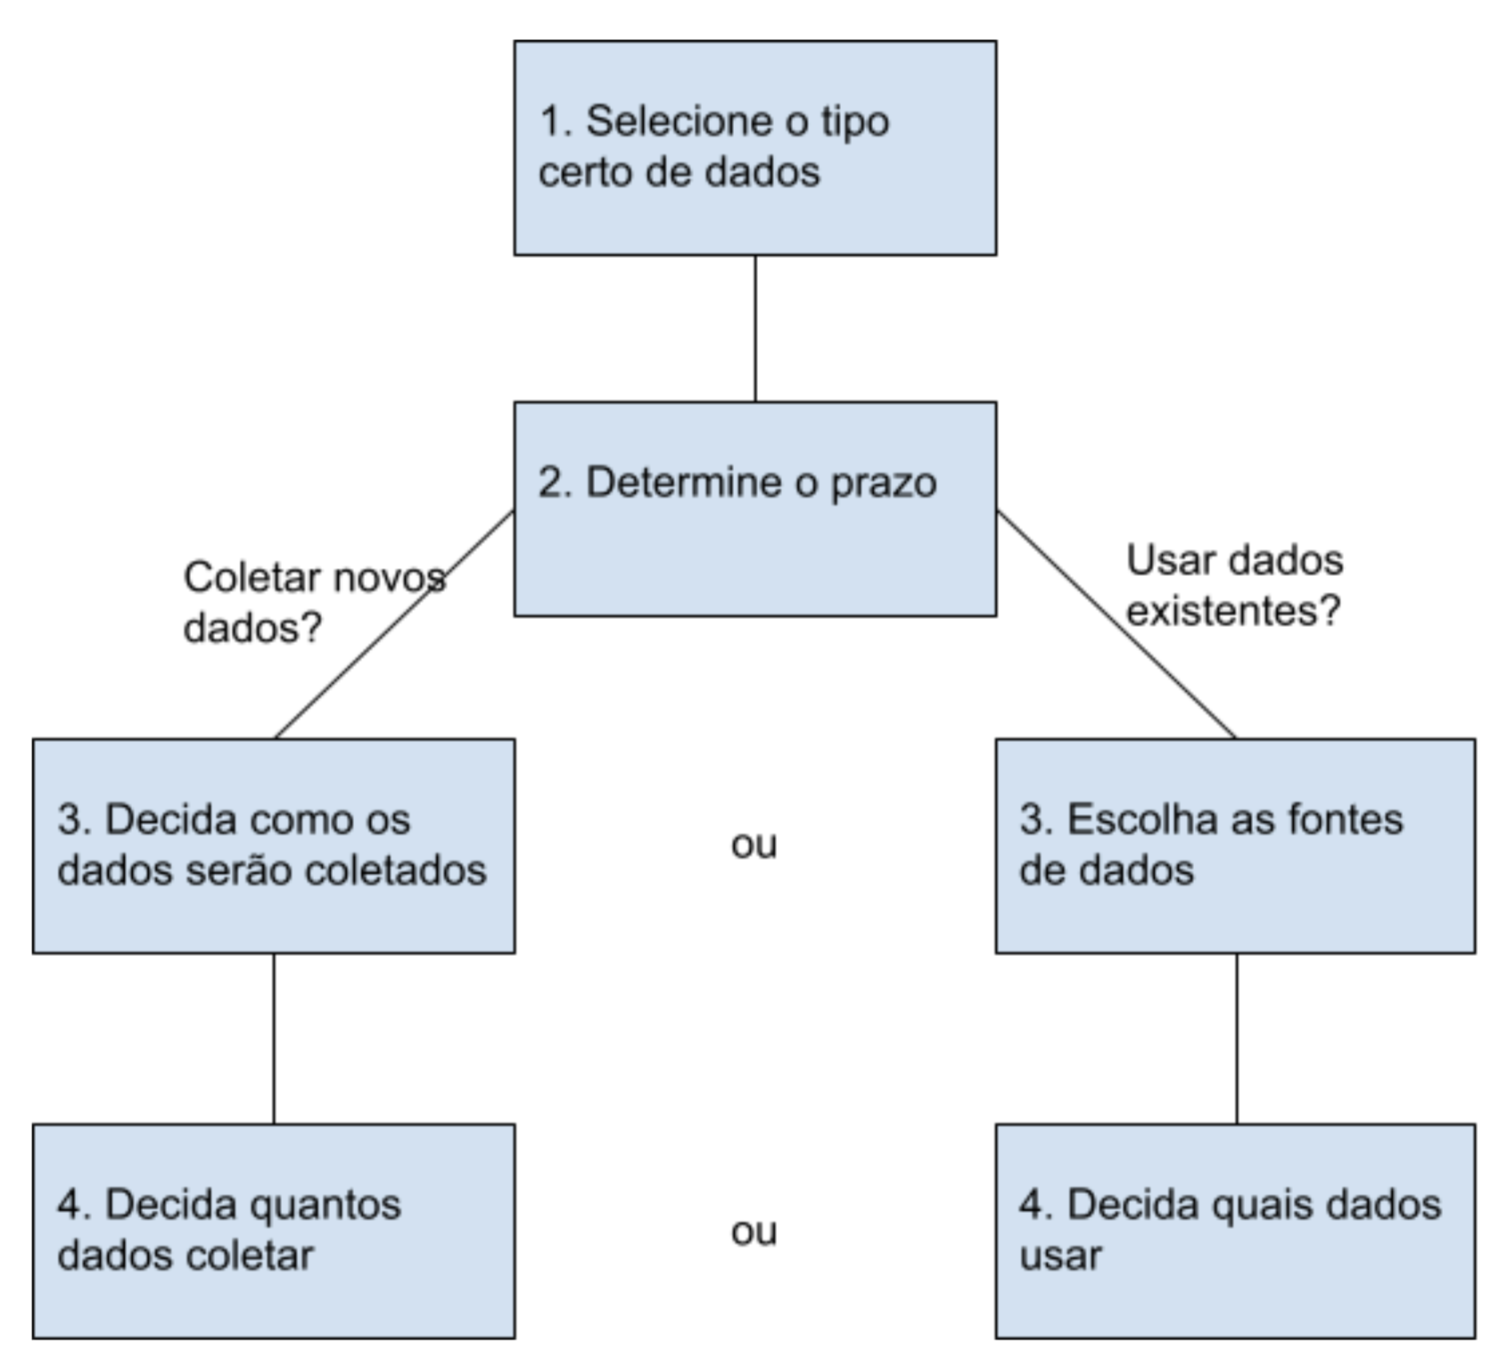 1. Selecione o tipo
certo de dados
2. Determine o prazo
Coletar novos
dados?
Usar dados
existentes?
3. Decida como os
dados serão coletados
ou
3. Escolha as fontes
de dados
4. Decida quantos
dados coletar
ou
4. Decida quais dados
usar